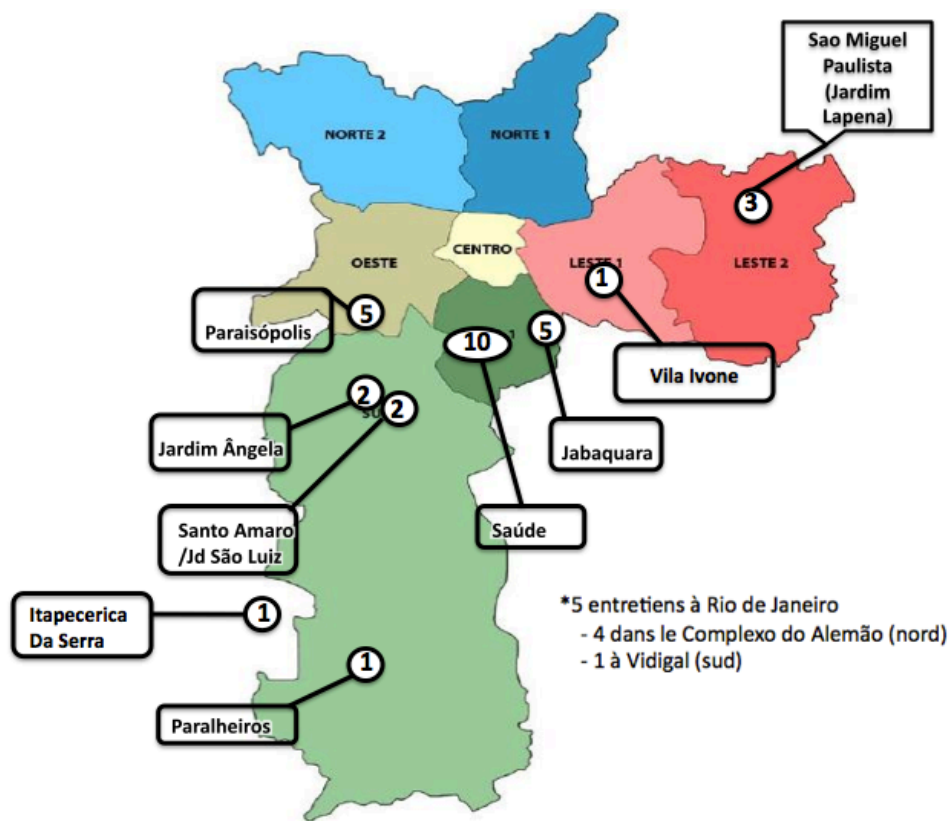 Sao Miguel
Paulista
(Jardim
Lapena)
NORTE 2
NORTE 1
3
CENTRO
OESTE
LESTE 1
LESTE 2
1
5
Paraisópolis
10
1
5
Vila Ivone
2
2
SU
Jardim Ângela
Jabaquara
Santo Amaro
/Jd São Luiz
Saúde
Itapecerica
Da Serra
1
*5 entretiens à Rio de Janeiro
- 4 dans le Complexo do Alemão (nord)
- 1 à Vidigal (sud)
1
Paralheiros